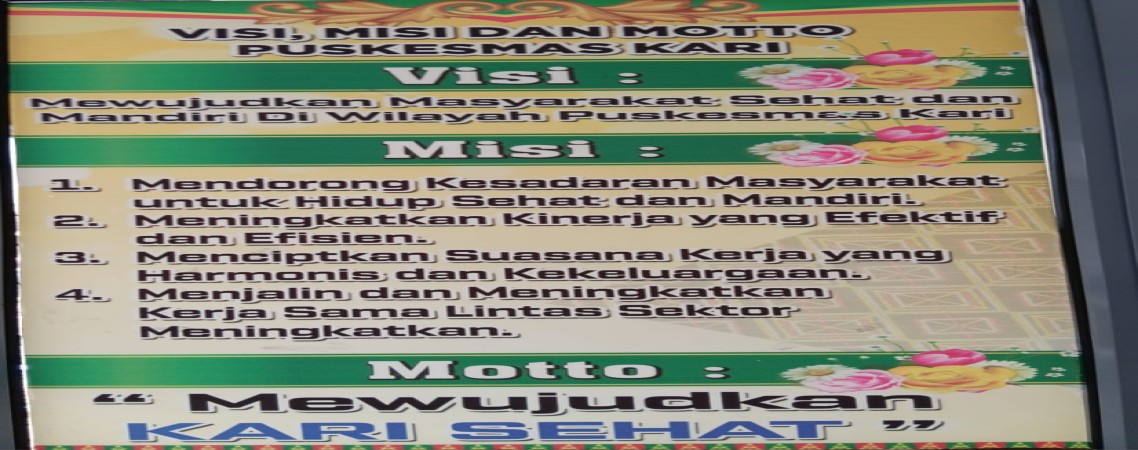 VISI, MISI DAN MOTTO
PUSKESMAS KARI
Visi :
Mewujudkan Masyarakat Sehat dan
Mandiri Di Wilayah Puskesmas Kari
Misi :
1. Mendorong Kesadaran Masyarakat
untuk Hidup Sehat dan Mandiri.
2. Meningkatkan Kinerja yang Efektif
dan Efisien.
3. Menciptkan Suasana Kerja yang
Harmonis dan Kekeluargaan.
4. Menjalin dan Meningkatkan
Kerja Sama Lintas Sektor
Meningkatkan.
Motto :
“ Mewujudkan
KARI SEHAT ”